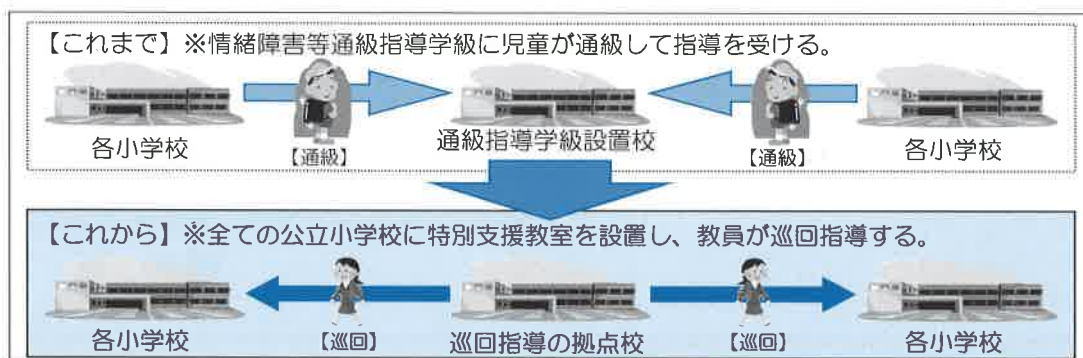 【これまで】※情緒障害等通級指導学級に児童が通級して指導を受ける。
各小学校
【通級】
通級指導学級設置校
【通級】
各小学校
【これから】※全ての公立小学校に特別支援教室を設置し、教員が巡回指導する。
各小学校
【巡回】
巡回指導の拠点校
【巡回】
各小学校